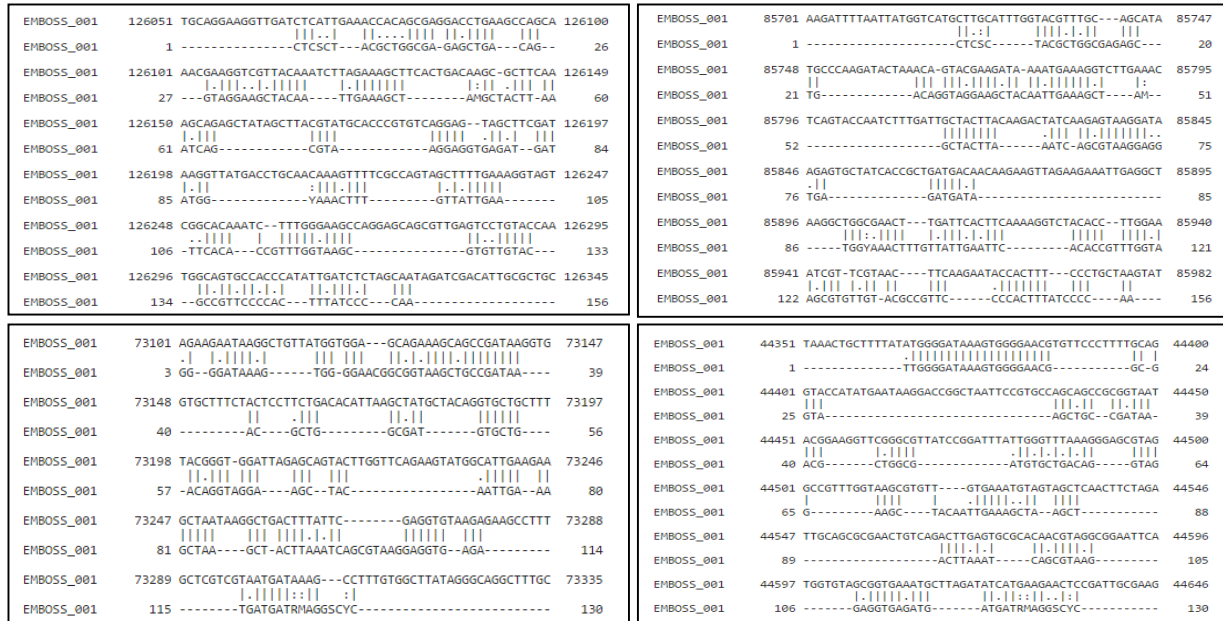 EMBOSS_001 126051 TGCAGGAAGGTTGATCTCATTGAAACCACAGCGAGGACCTGAAGCCAGCA 126100
EMBOSS_001 1 --------------CTCSCT---ACGCTGGCGA-GAGCTGA---CAG-- 26
EMBOSS_001 126101 AACGAAGGTCGTTACAAATCTTAGAAAGCTTCACTGACAAGC-GCTTCAA 126149
EMBOSS_001 27 ---GTAGGAAGCTACAA----TTGAAAGCT-------AMGCTACTT-AA 60
EMBOSS_001 126150 AGCAGAGCTATAGCTTACGTATGCACCCGTGTCAGGAG--TAGCTTCGAT 126197
EMBOSS_001 61 ATCAG------------CGTA------------AGGAGGTGAGAT--GAT 84
EMBOSS_001 126198 AAGGTTATGACCTGCAACAAAGTTTTCGCCAGTAGCTTTTGAAAGGTAGT 126247
EMBOSS_001 85 ATGG------------YAAACTTT-------GTTATTGAA-------- 105
EMBOSS_001 126248 CGGCACAAATC--TTTGGGAAGCCAGGAGCAGCGTTGAGTCCTGTACCAA 126295
EMBOSS_001 106 --TTCACA---CCGTTTGGTAAGC------------GTGTTGTAC--- 133
EMBOSS_001 126296 TGGCAGTGCCACCCATATTGATCTCTAGCAATAGATCGACATTGCGCTGC 126345
EMBOSS_001 134 --GCCGTTCCCCAC---TTTATCCC---CAA------------------- 156
EMBOSS_001 85701 AAGATTTTAATTATGGTCATGCTTGCATTTGGTACGTTTGC---AGCATA 85747
EMBOSS_001 1 --------------------CTCSC------TACGCTGGCGAGAGC--- 20
EMBOSS_001 85748 TGCCCAAGATACTAAACA-GTACGAAGATA-AAATGAAAGGTCTTGAAAC 85795
EMBOSS_001 21 TG-------------ACAGGTAGGAAGCTACAATTGAAAGCT---AM-- 51
EMBOSS_001 85796 TCAGTACCAATCTTTGATTGCTACTTACAAGACTATCAAGAGTAAGGATA 85845
EMBOSS_001 52 -------------------GCTACTTA-----AATC-AGCGTAAGGAGG 75
EMBOSS_001 85846 AGAGTGCTATCACCGCTGATGACAACAAGAAGTTAGAAGAAATTGAGGCT 85895
EMBOSS_001 76 TGA-------------GATGATA-------------------------- 85
EMBOSS_001 85896 AAGGCTGGCGAACT---TGATTCACTTCAAAAGGTCTACACC--TTGGAA 85940
EMBOSS_001 86 -----TGGYAAACTTTGTTATTGAATTC-------ACACCGTTTGGTA 121
EMBOSS_001 85941 ATCGT-TCGTAAC----TTCAAGAATACCACTTT---CCCTGCTAAGTAT 85982
EMBOSS_001 122 AGCGTGTTGT-ACGCCGTTC------CCCACTTTATCCCC----AA---- 156
EMBOSS_001 73101 AGAAGAATAAGGCTGTTATGGTGGA---GCAGAAAGCAGCCGATAAGGTG 73147
EMBOSS_001 3 GG--GGATAAAG------TGG-GGAACGGCGGTAAGCTGCCGATAA---- 39
EMBOSS_001 73148 GTGCTTTCTACTCCTTCTGACACATTAAGCTATGCTACAGGTGCTGCTTT 73197
EMBOSS_001 40 ---------AC---GCTG--------GCGAT-------GTGCTG---- 56
EMBOSS_001 73198 TACGGGT-GGATTAGAGCAGTACTTGGTTCAGAAGTATGGCATTGAAGAA 73246
EMBOSS_001 57 -ACAGGTAGGA----AGC--TAC---------------AATTGA--AA 80
EMBOSS_001 73247 GCTAATAAGGCTGACTTTATTC--------GAGGTGTAAGAGAAGCCTTT 73288
EMBOSS_001 81 GCTAA----GCT-ACTTAAATCAGCGTAAGGAGGTG--AGA--------- 114
EMBOSS_001 73289 GCTCGTCGTAATGATAAAG---CCTTTGTGGCTTATAGGGCAGGCTTTGC 73335
EMBOSS_001 115 --------TGATGATRMAGGSCYC-------------------------- 130
EMBOSS_001 44351 TAAACTGCTTTTATATGGGGATAAAGTGGGGAACGTGTTCCCTTTTGCAG 44400
EMBOSS_001 1 --------------TTGGGGATAAAGTGGGGAACG-----------GC-G 24
EMBOSS_001 44401 GTACCATATGAATAAGGACCGGCTAATTCCGTGCCAGCAGCCGCGGTAAT 44450
EMBOSS_001 25 GTA------------------------------AGCTGC--CGATAA- 39
EMBOSS_001 44451 ACGGAAGGTTCGGGCGTTATCCGGATTTATTGGGTTTAAAGGGAGCGTAG 44500
EMBOSS_001 40 ACG-------CTGGCG-----------ATGTGCTGACAG------GTAG 64
EMBOSS_001 44501 GCCGTTTGGTAAGCGTGTT---GTGAAATGTAGTAGCTCAACTTCTAGA 44546
EMBOSS_001 65 G---------AAGC----TACAATTGAAAGCTA--AGCT------- 88
EMBOSS_001 44547 TTGCAGCGCGAACTGTCAGACTTGAGTGCGCACAACGTAGGCGGAATTCA 44596
EMBOSS_001 89 -------------------ACTTAAAT-----CAGCGTAAG--------- 105
EMBOSS_001 44597 TGGTGTAGCGGTGAAATGCTTAGATATCATGAAGAACTCCGATTGCGAAG 44646
EMBOSS_001 106 --------GAGGTGAGATG-------ATGATRMAGGSCYC---------- 130